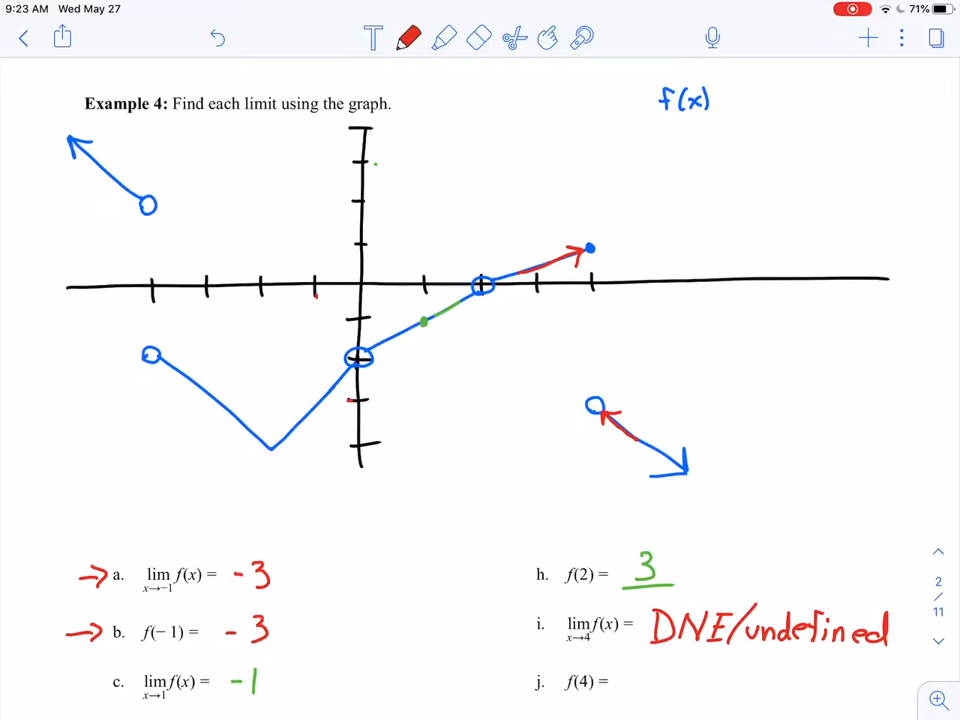 9:23 AM Wed May 27
71%
T
Example 4: Find each limit using the graph.
f(x)
a. lim f(x) = -3
x→-1
b. f(-1) = -3
c. lim f(x) = -1
x→1
h. f(2) = 3
i. lim f(x) = DNE/undefined
x→4
j. f(4) =
2
/
11